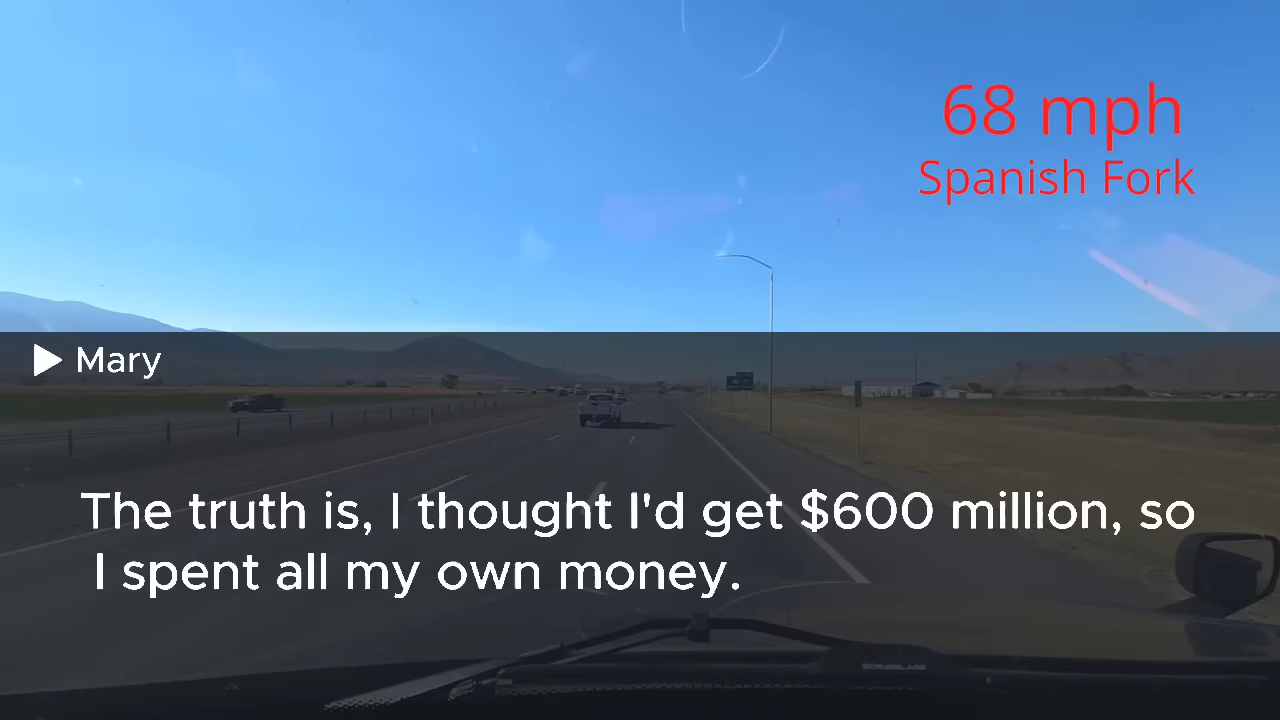 68 mph
Spanish Fork
Mary
The truth is, I thought I'd get $600 million, so
I spent all my own money.